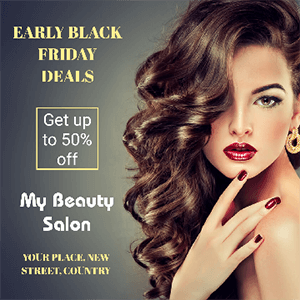 EARLY BLACK
FRIDAY
DEALS
Get up
to 50%
off
My Beauty
Salon
YOUR PLACE, NEW
STREET, COUNTRY